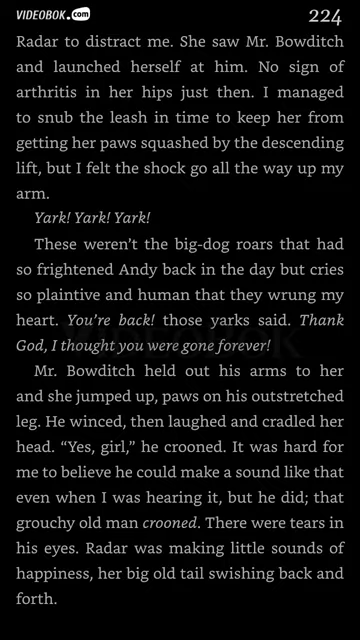 VIDEOBOK.com
224
Radar to distract me. She saw Mr. Bowditch
and launched herself at him. No sign of
arthritis in her hips just then. I managed
to snub the leash in time to keep her from
getting her paws squashed by the descending
lift, but I felt the shock go all the way up my
arm.
Yark! Yark! Yark!
These weren’t the big-dog roars that had
so frightened Andy back in the day but cries
so plaintive and human that they wrung my
heart. You’re back! those yarks said. Thank
God, I thought you were gone forever!
Mr. Bowditch held out his arms to her
and she jumped up, paws on his outstretched
leg. He winced, then laughed and cradled her
head. “Yes, girl,” he crooned. It was hard for
me to believe he could make a sound like that
even when I was hearing it, but he did; that
grouchy old man crooned. There were tears in
his eyes. Radar was making little sounds of
happiness, her big old tail swishing back and
forth.
VIDEOBOK